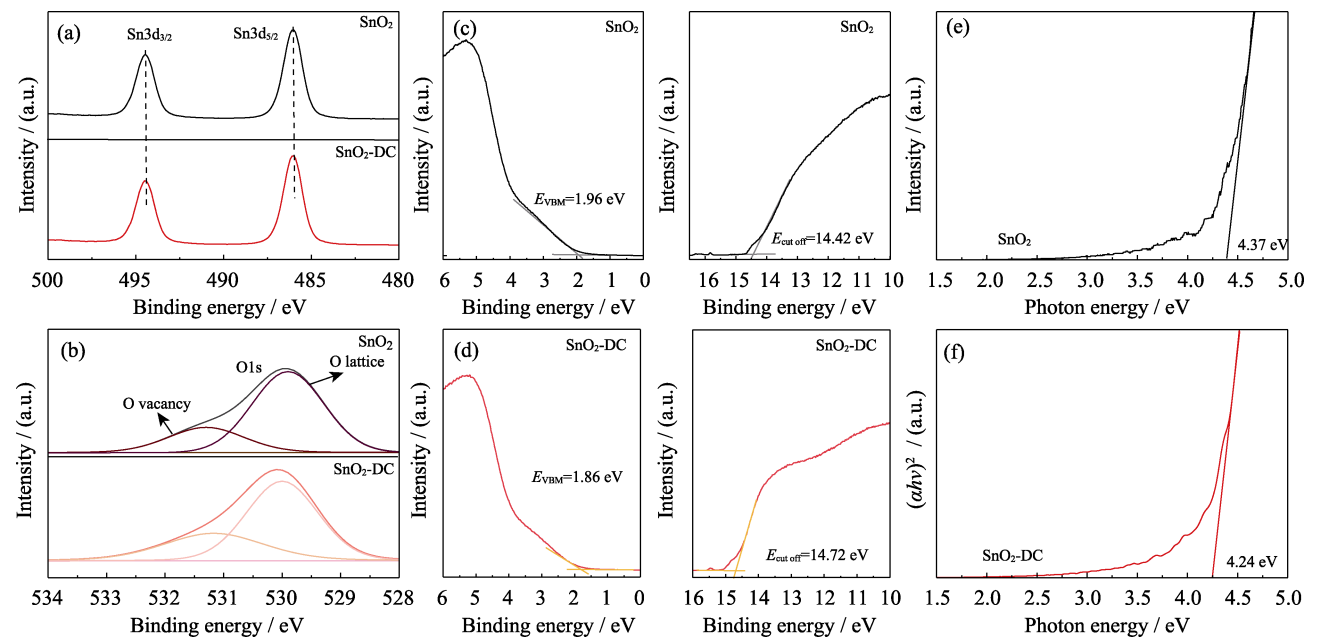 (a)
SnO₂
Sn3d₃/₂
Sn3d₅/₂
SnO₂-DC
Intensity / (a.u.)
500 495 490 485 480
Binding energy / eV
(b)
SnO₂
O1s
O lattice
O vacancy
SnO₂-DC
Intensity / (a.u.)
534 533 532 531 530 529 528
Binding energy / eV
(c)
SnO₂
E_VBM=1.96 eV
Intensity / (a.u.)
6 5 4 3 2 1 0
Binding energy / eV
SnO₂
E_cut off=14.42 eV
Intensity / (a.u.)
16 15 14 13 12 11 10
Binding energy / eV
(d)
SnO₂-DC
E_VBM=1.86 eV
Intensity / (a.u.)
6 5 4 3 2 1 0
Binding energy / eV
SnO₂-DC
E_cut off=14.72 eV
Intensity / (a.u.)
16 15 14 13 12 11 10
Binding energy / eV
(e)
SnO₂
4.37 eV
Intensity / (a.u.)
1.5 2.0 2.5 3.0 3.5 4.0 4.5 5.0
Photon energy / eV
(f)
SnO₂-DC
4.24 eV
(αhν)² / (a.u.)
1.5 2.0 2.5 3.0 3.5 4.0 4.5 5.0
Photon energy / eV